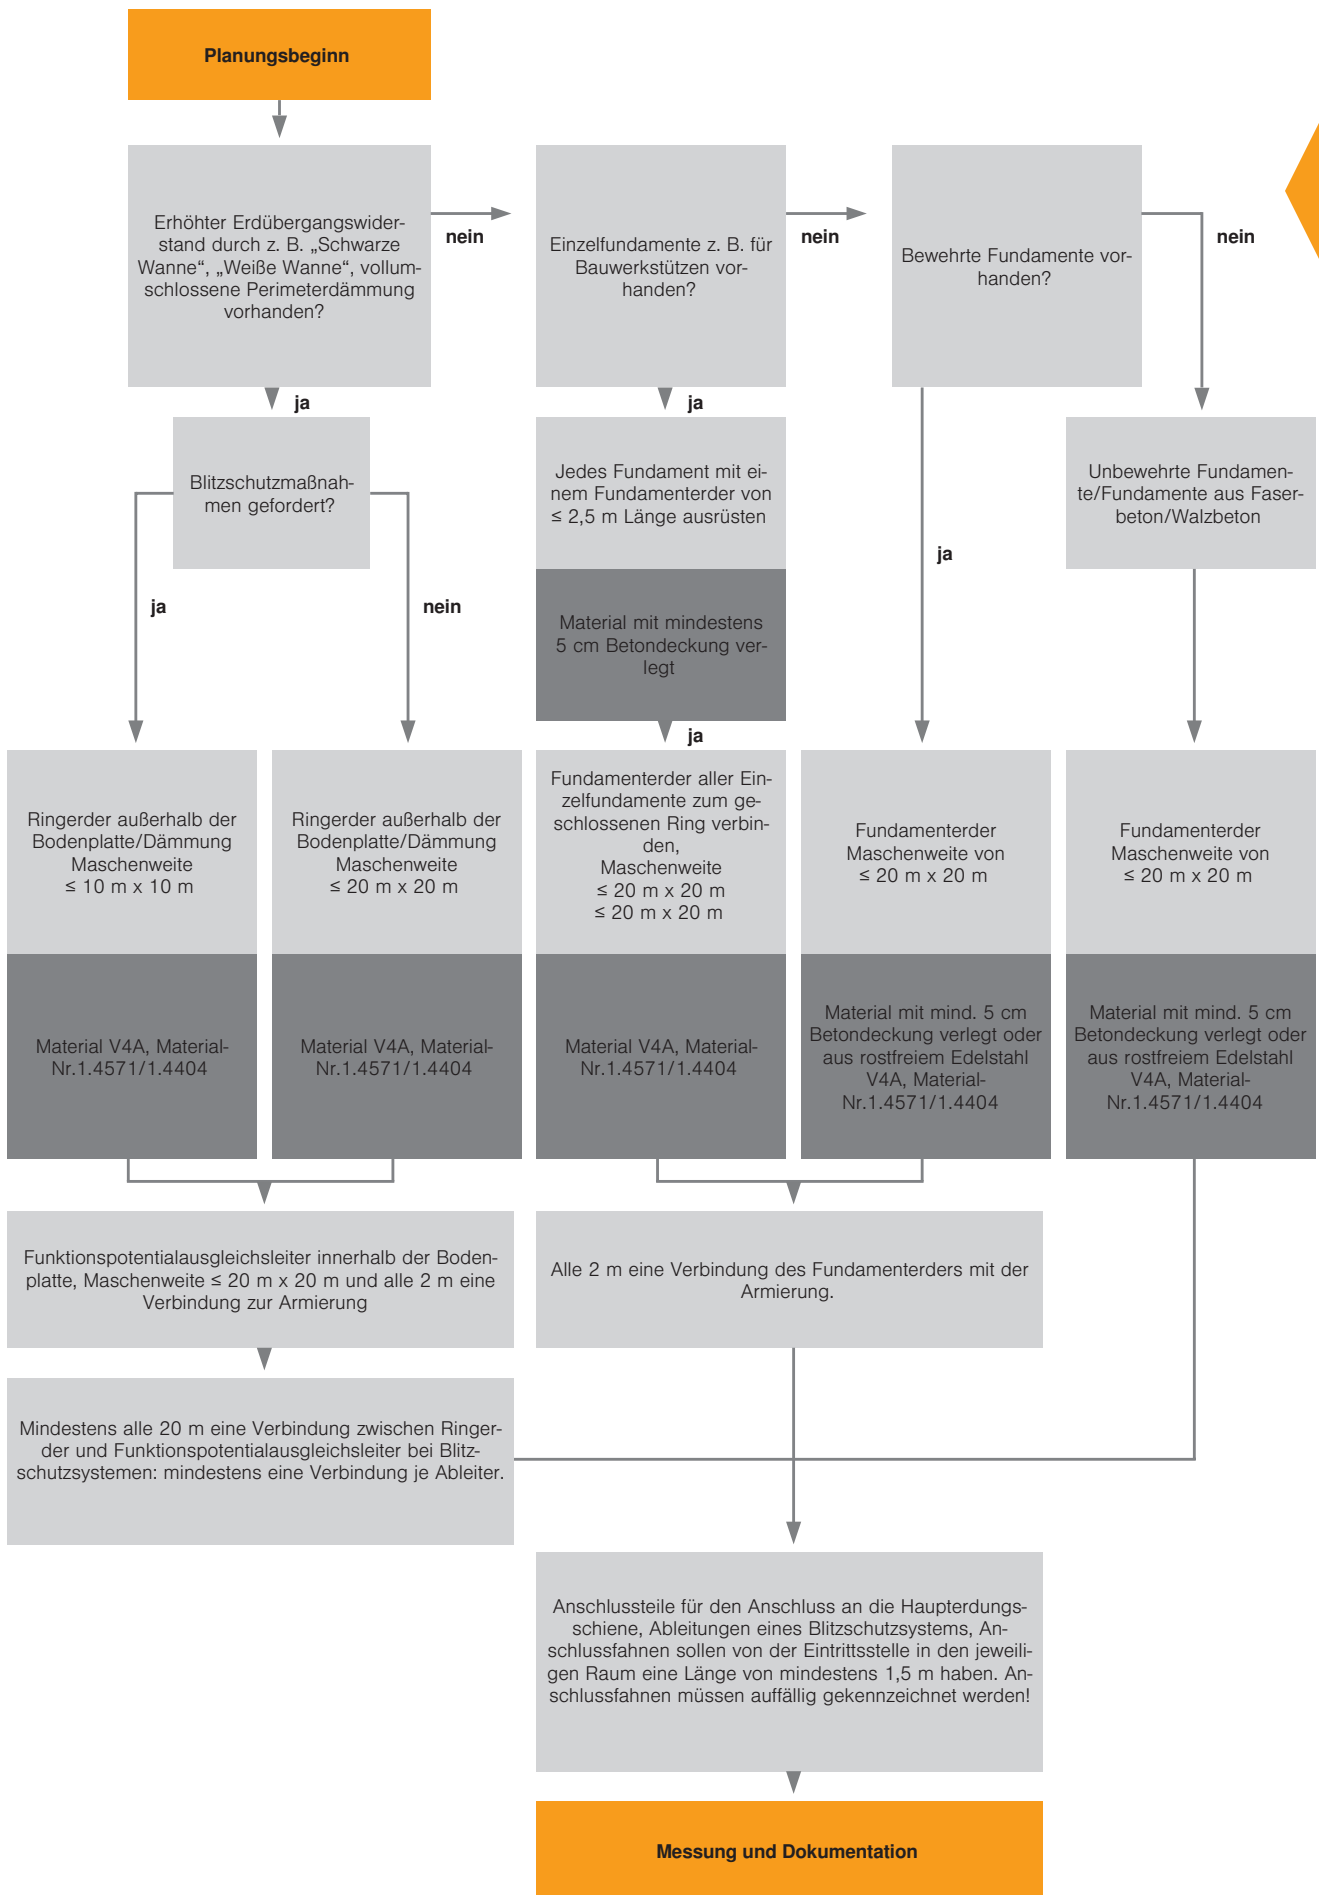 Planungsbeginn
Erhöhter Erdübergangswider-
stand durch z. B. „Schwarze
Wanne“, „Weiße Wanne“, vollum-
schlossene Perimeterdämmung
vorhanden?
nein
Einzelfundamente z. B. für
Bauwerkstützen vor-
handen?
nein
Bewehrte Fundamente vor-
handen?
nein
ja
ja
Blitzschutzmaßnah-
men gefordert?
Jedes Fundament mit ei-
nem Fundamenterder von
≤ 2,5 m Länge ausrüsten
Unbewehrte Fundamen-
te/Fundamente aus Faser-
beton/Walzbeton
ja
nein
Material mit mindestens
5 cm Betondeckung ver-
legt
ja
ja
Ringerder außerhalb der
Bodenplatte/Dämmung
Maschenweite
≤ 10 m x 10 m
Ringerder außerhalb der
Bodenplatte/Dämmung
Maschenweite
≤ 20 m x 20 m
Fundamenterder aller Ein-
zelfundamente zum ge-
schlossenen Ring verbin-
den,
Maschenweite
≤ 20 m x 20 m
≤ 20 m x 20 m
Fundamenterder
Maschenweite von
≤ 20 m x 20 m
Fundamenterder
Maschenweite von
≤ 20 m x 20 m
Material V4A, Material-
Nr.1.4571/1.4404
Material V4A, Material-
Nr.1.4571/1.4404
Material V4A, Material-
Nr.1.4571/1.4404
Material mit mind. 5 cm
Betondeckung verlegt oder
aus rostfreiem Edelstahl
V4A, Material-
Nr.1.4571/1.4404
Material mit mind. 5 cm
Betondeckung verlegt oder
aus rostfreiem Edelstahl
V4A, Material-
Nr.1.4571/1.4404
Funktionspotentialausgleichsleiter innerhalb der Boden-
platte, Maschenweite ≤ 20 m x 20 m und alle 2 m eine
Verbindung zur Armierung
Alle 2 m eine Verbindung des Fundamenterders mit der
Armierung.
Mindestens alle 20 m eine Verbindung zwischen Ringer-
der und Funktionspotentialausgleichsleiter bei Blitz-
schutzsystemen: mindestens eine Verbindung je Ableiter.
Anschlussteile für den Anschluss an die Haupterdungs-
schiene, Ableitungen eines Blitzschutzsystems, An-
schlussfahnen sollen von der Eintrittsstelle in den jeweili-
gen Raum eine Länge von mindestens 1,5 m haben. An-
schlussfahnen müssen auffällig gekennzeichnet werden!
Messung und Dokumentation